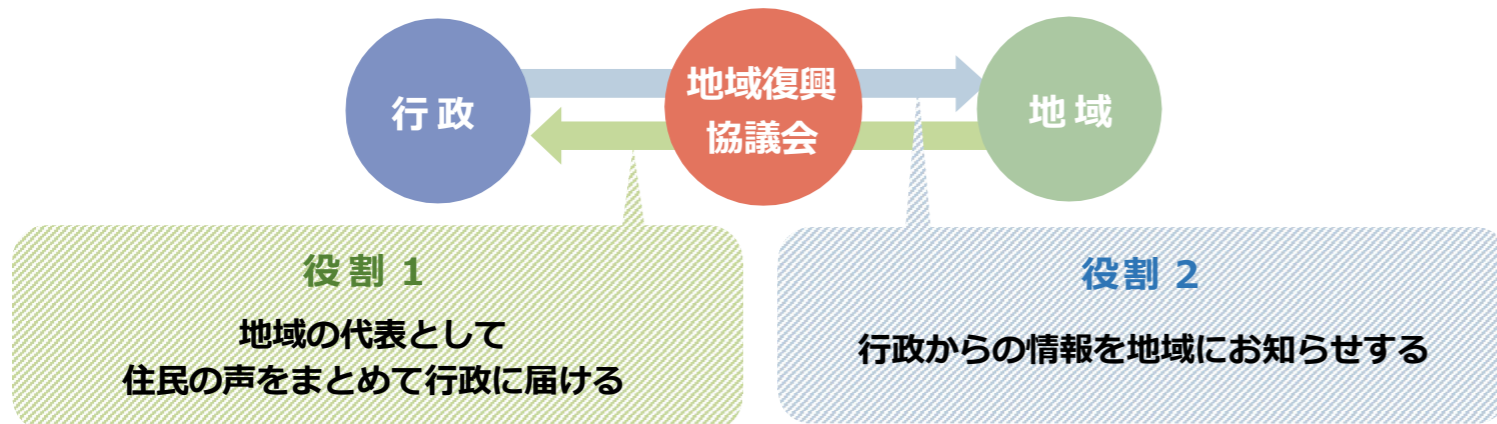 行政
地域復興
協議会
地域
役割 1
地域の代表として
住民の声をまとめて行政に届ける
役割 2
行政からの情報を地域にお知らせする